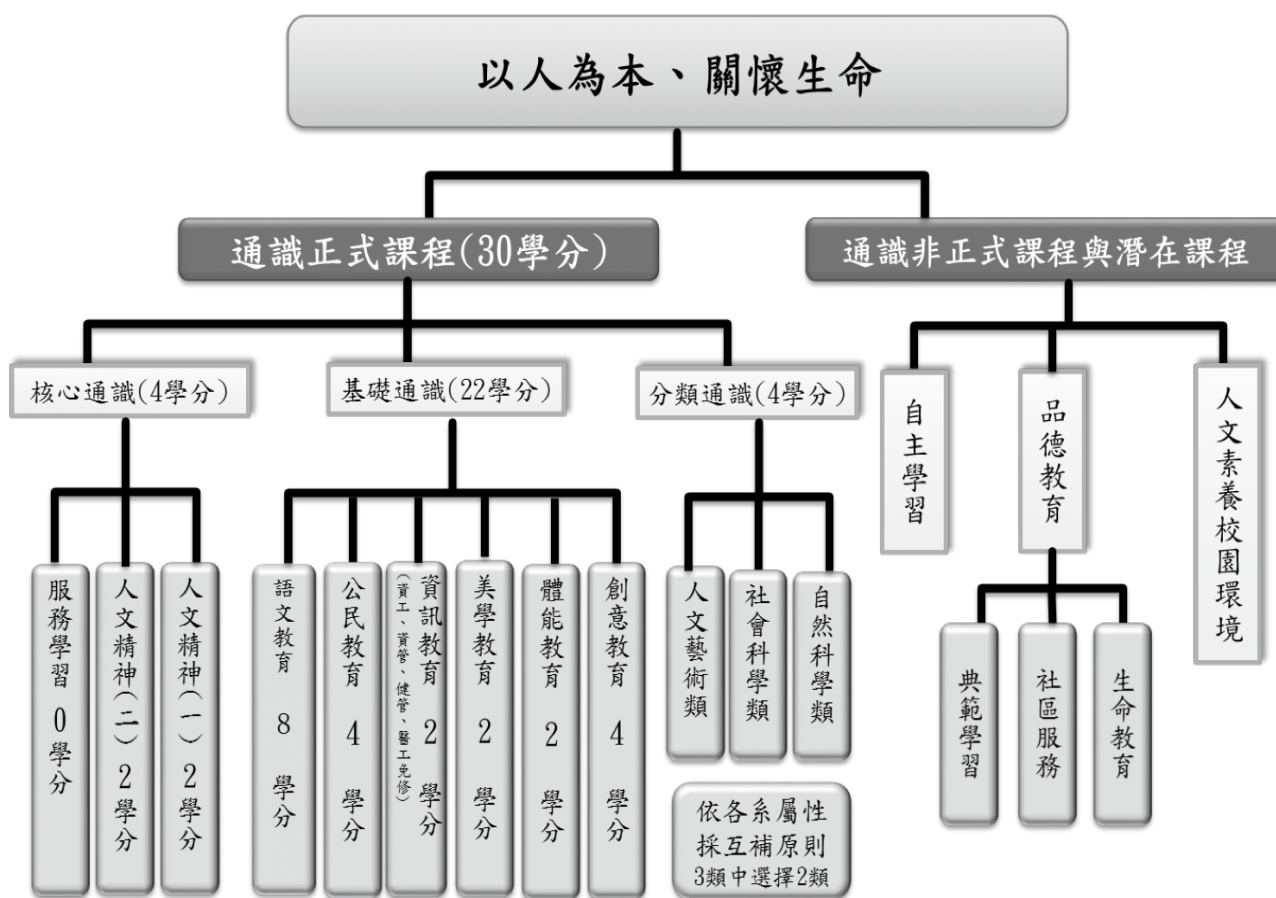 以人為本、關懷生命
通識正式課程(30學分)
通識非正式課程與潛在課程
核心通識(4學分)
基礎通識(22學分)
分類通識(4學分)
自主學習
品德教育
人文素養校園環境
服務學習 0學分
人文精神(二)2學分
人文精神(一)2學分
語文教育 8 學分
公民教育 4 學分
資訊教育 2 學分
(資工、資管、健管、醫工免修)
美學教育 2 學分
體能教育 2 學分
創意教育 4 學分
人文藝術類
社會科學類
自然科學類
依各系屬性
採互補原則
3類中選擇2類
典範學習
社區服務
生命教育